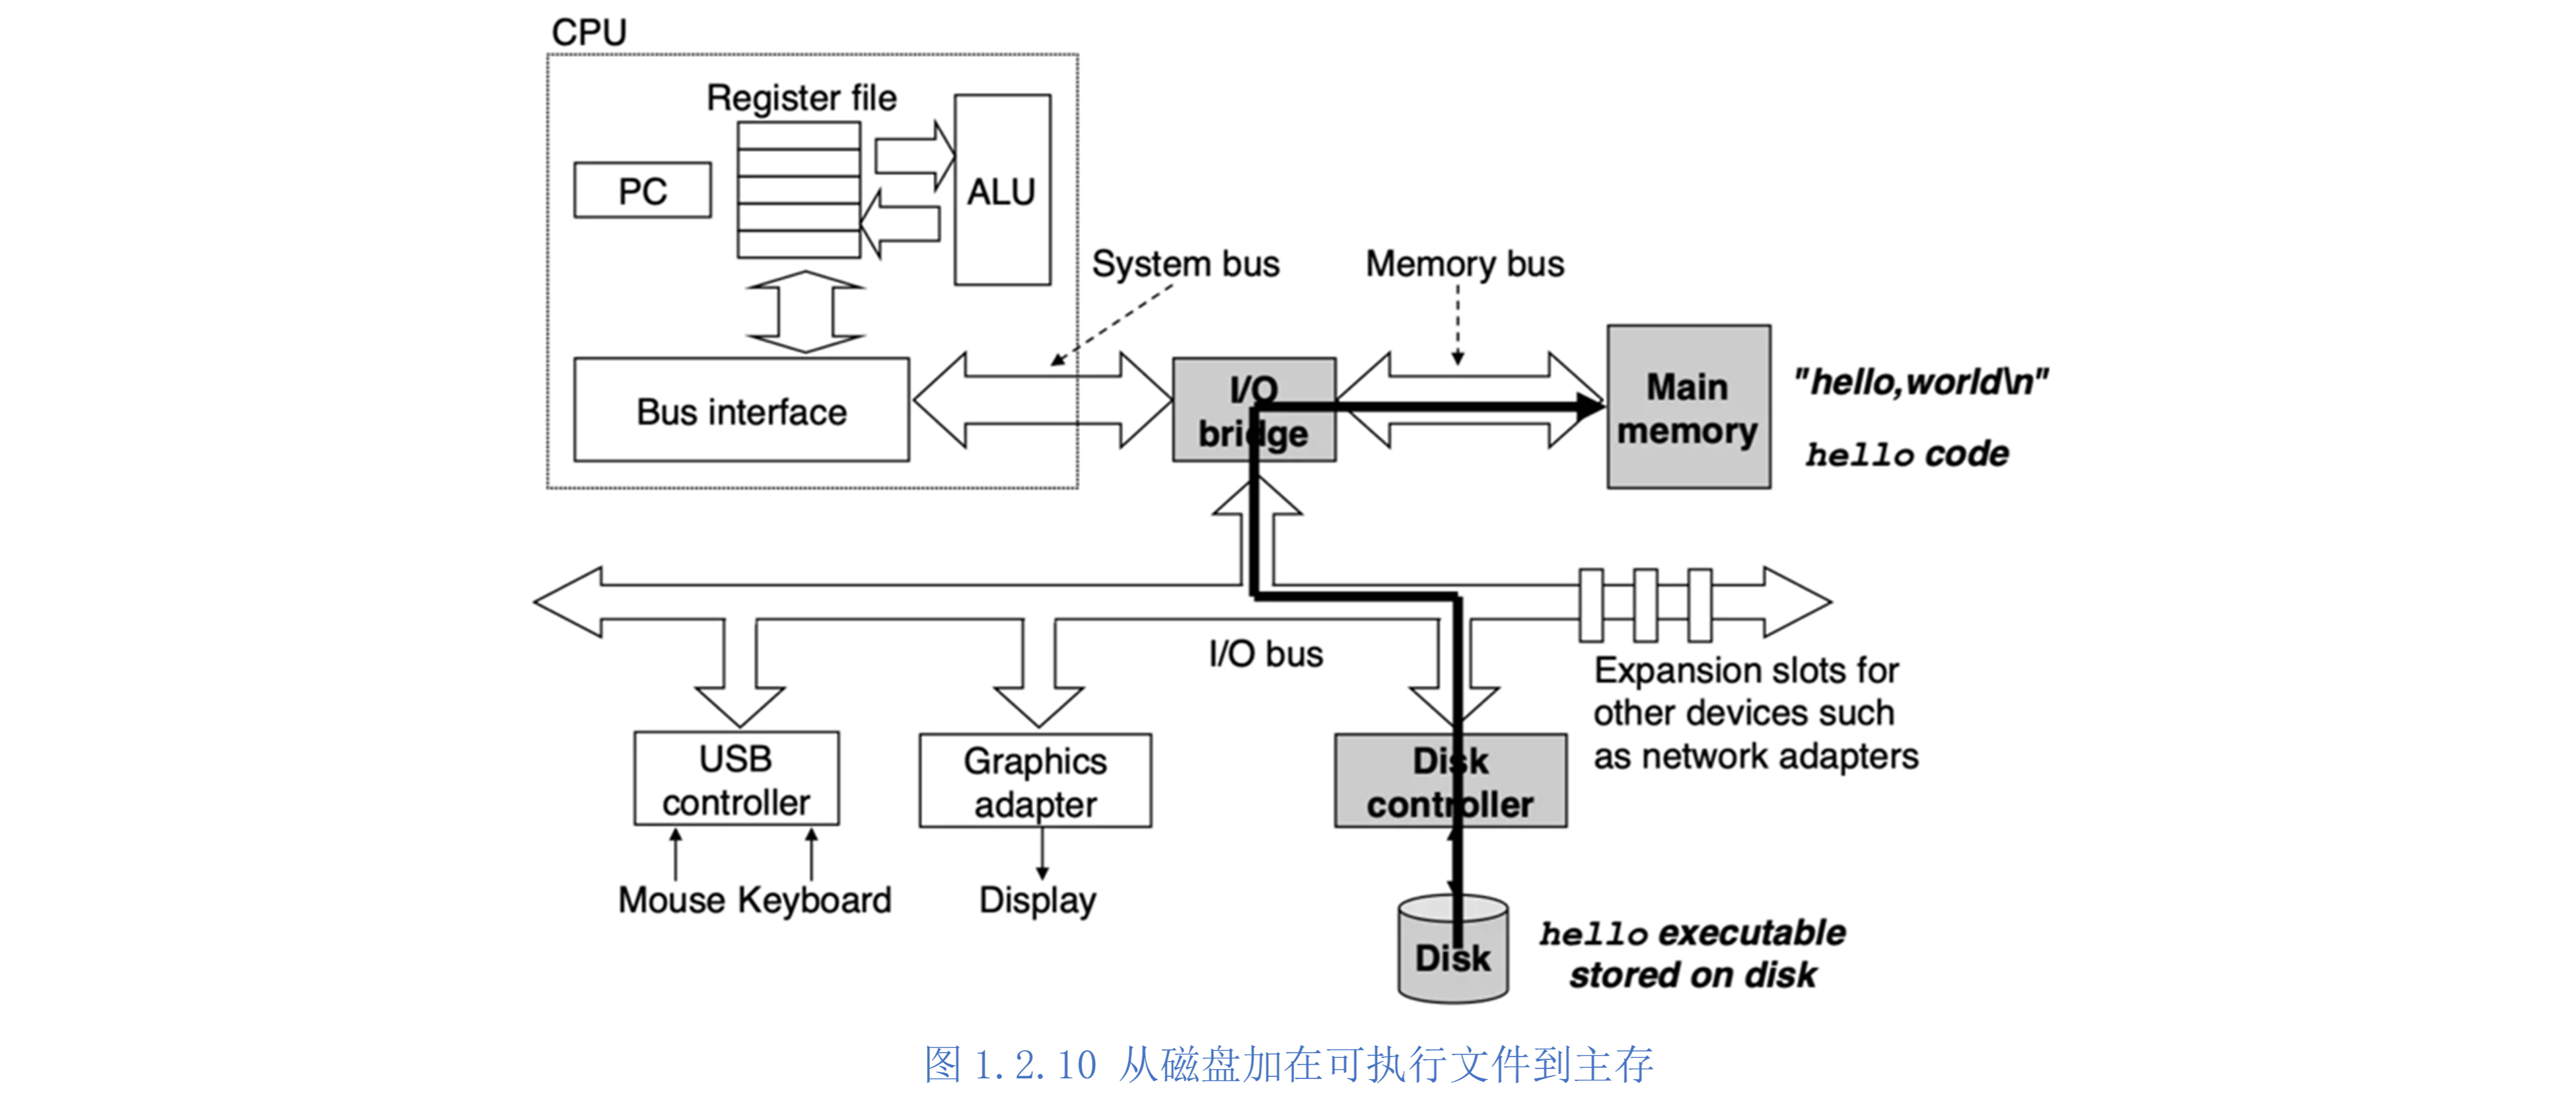 CPU
Register file
PC
ALU
System bus
Memory bus
Bus interface
I/O
bridge
Main
memory
"hello,world\n"
hello code
I/O bus
Expansion slots for
other devices such
as network adapters
USB
controller
Graphics
adapter
Disk
controller
Mouse Keyboard
Display
Disk
hello executable
stored on disk
图 1.2.10 从磁盘加在可执行文件到主存